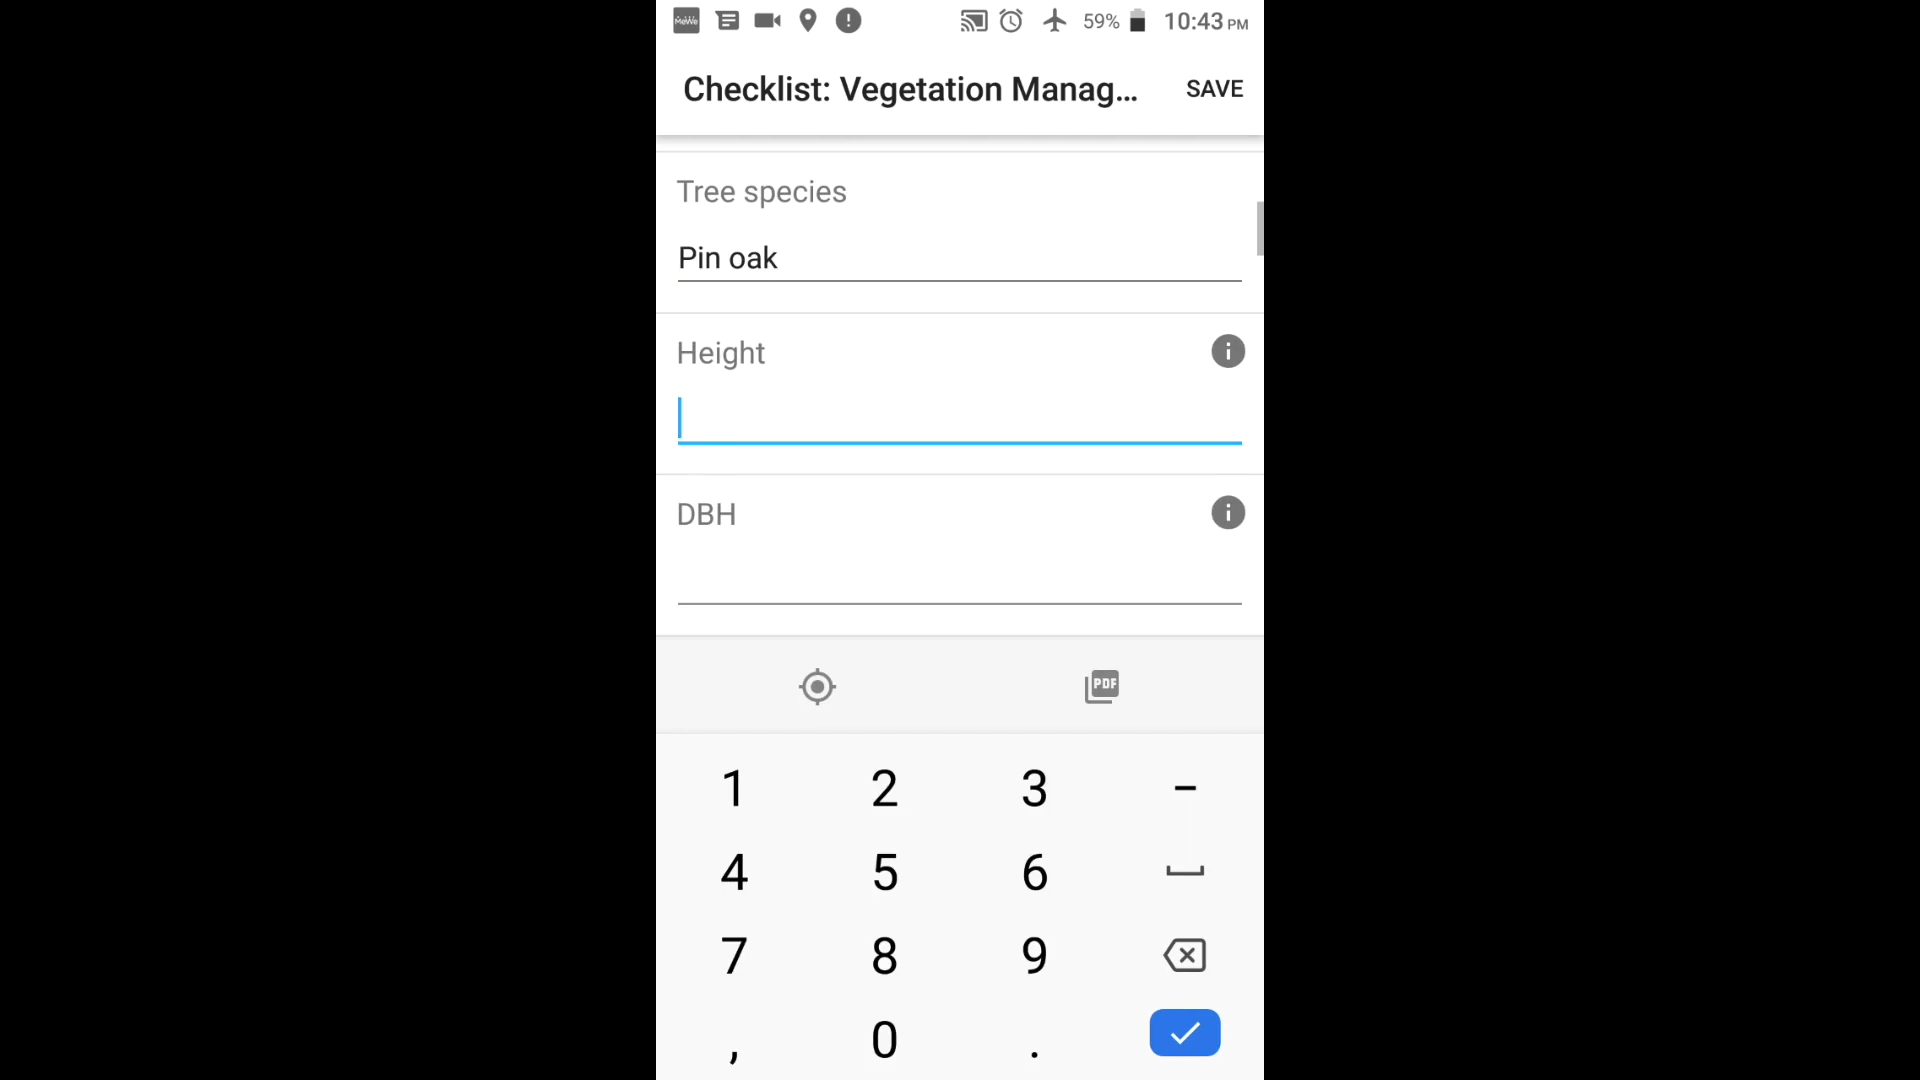 MeWe 59% 10:43 PM
Checklist: Vegetation Manag... SAVE
Tree species
Pin oak
Height
DBH
PDF
1 2 3 -
4 5 6
7 8 9
, 0 .